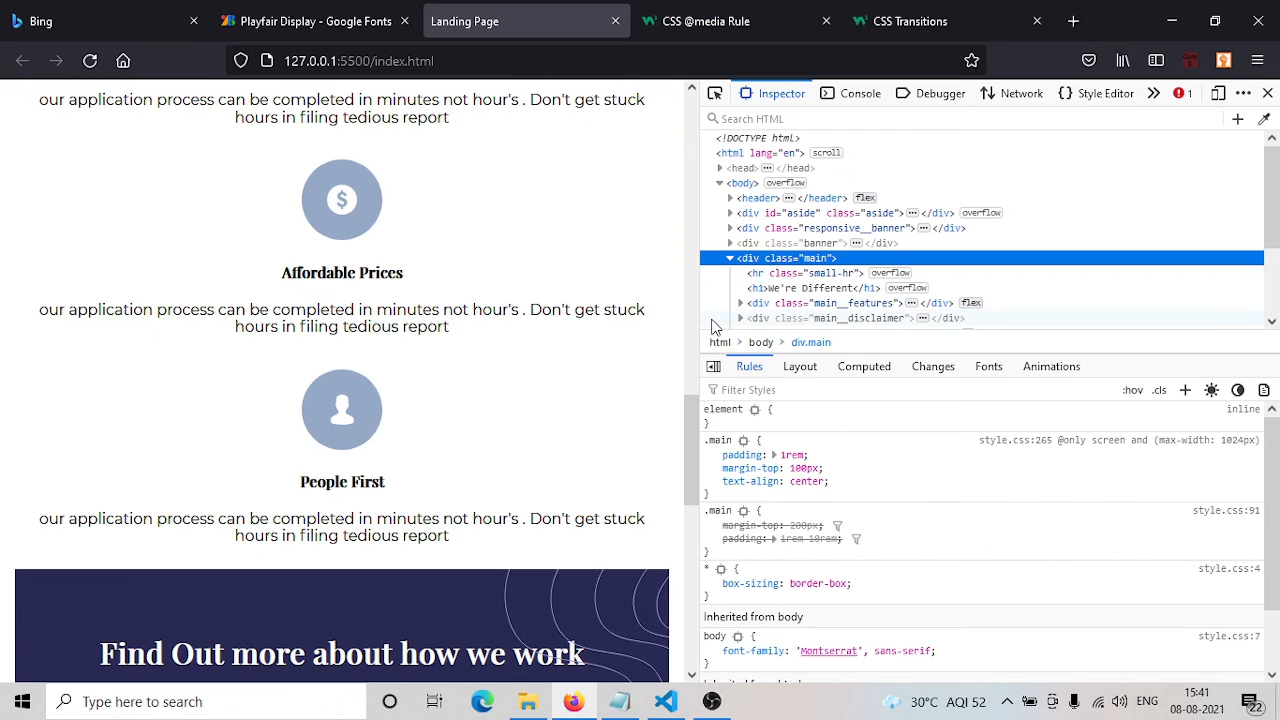 Bing
Playfair Display - Google Fonts
Landing Page
CSS @media Rule
CSS Transitions
127.0.0.1:5500/index.html
our application process can be completed in minutes not hour's . Don't get stuck
hours in filing tedious report
$
Affordable Prices
our application process can be completed in minutes not hour's . Don't get stuck
hours in filing tedious report
People First
our application process can be completed in minutes not hour's . Don't get stuck
hours in filing tedious report
Find Out more about how we work
Inspector
Console
Debugger
Network
Style Editor
1
Search HTML
<!DOCTYPE html>
<html lang="en"> scroll
<head> ••• </head>
<body> overflow
<header> ••• </header> flex
<div id="aside" class="aside"> ••• </div> overflow
<div class="responsive__banner"> ••• </div>
<div class="banner"> ••• </div>
<div class="main">
<hr class="small-hr"> overflow
<h1>We're Different</h1> overflow
<div class="main__features"> ••• </div> flex
<div class="main__disclaimer"> ••• </div>
html > body > div.main
Rules Layout Computed Changes Fonts Animations
Filter Styles :hov .cls
element { inline
}
.main { style.css:265 @only screen and (max-width: 1024px)
padding: 1rem;
margin-top: 100px;
text-align: center;
}
.main { style.css:91
margin-top: 200px;
padding: 1rem 10rem;
}
* { style.css:4
box-sizing: border-box;
}
Inherited from body
body { style.css:7
font-family: 'Montserrat', sans-serif;
}
Type here to search
30°C AQI 52
ENG
15:41
08-08-2021
22